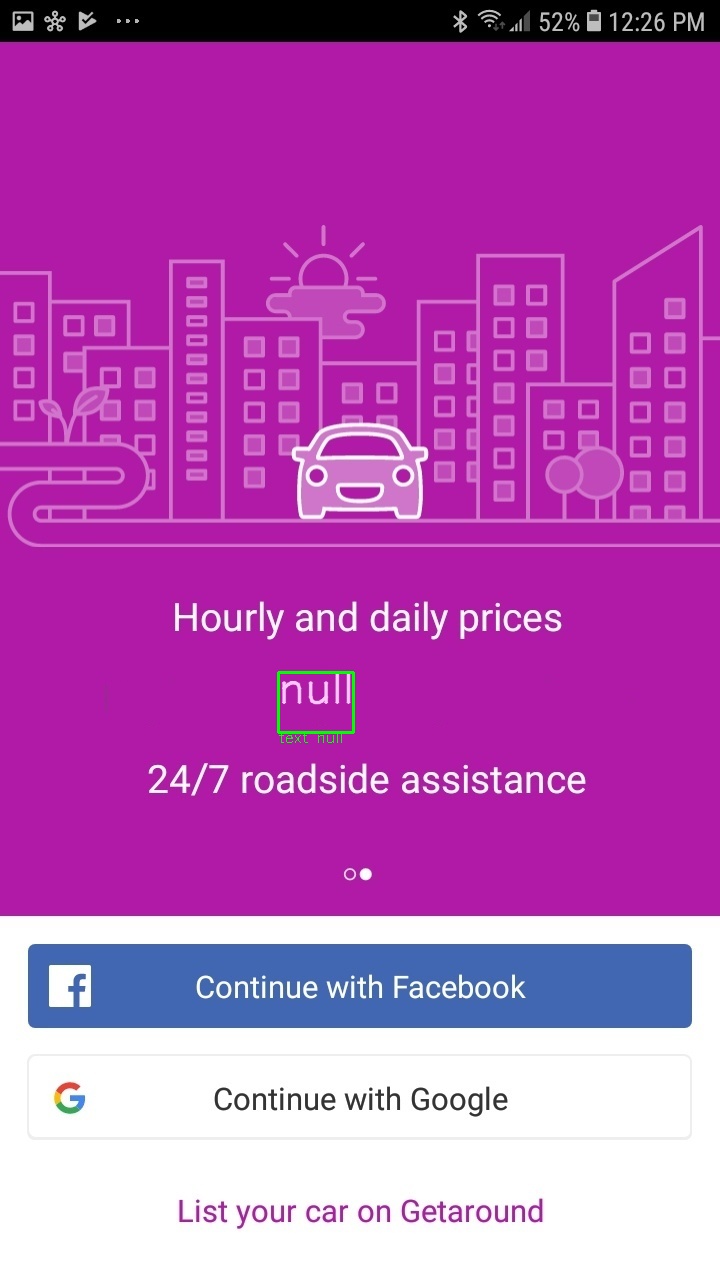 52% 12:26 PM
Hourly and daily prices
null
text null
24/7 roadside assistance
Continue with Facebook
Continue with Google
List your car on Getaround